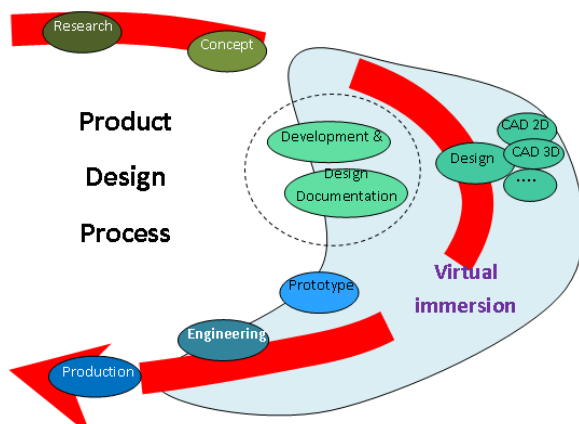 Research
Concept
Product
Design
Process
Development &
Design
Documentation
Design
CAD 2D
CAD 3D
....
Virtual
immersion
Prototype
Engineering
Production